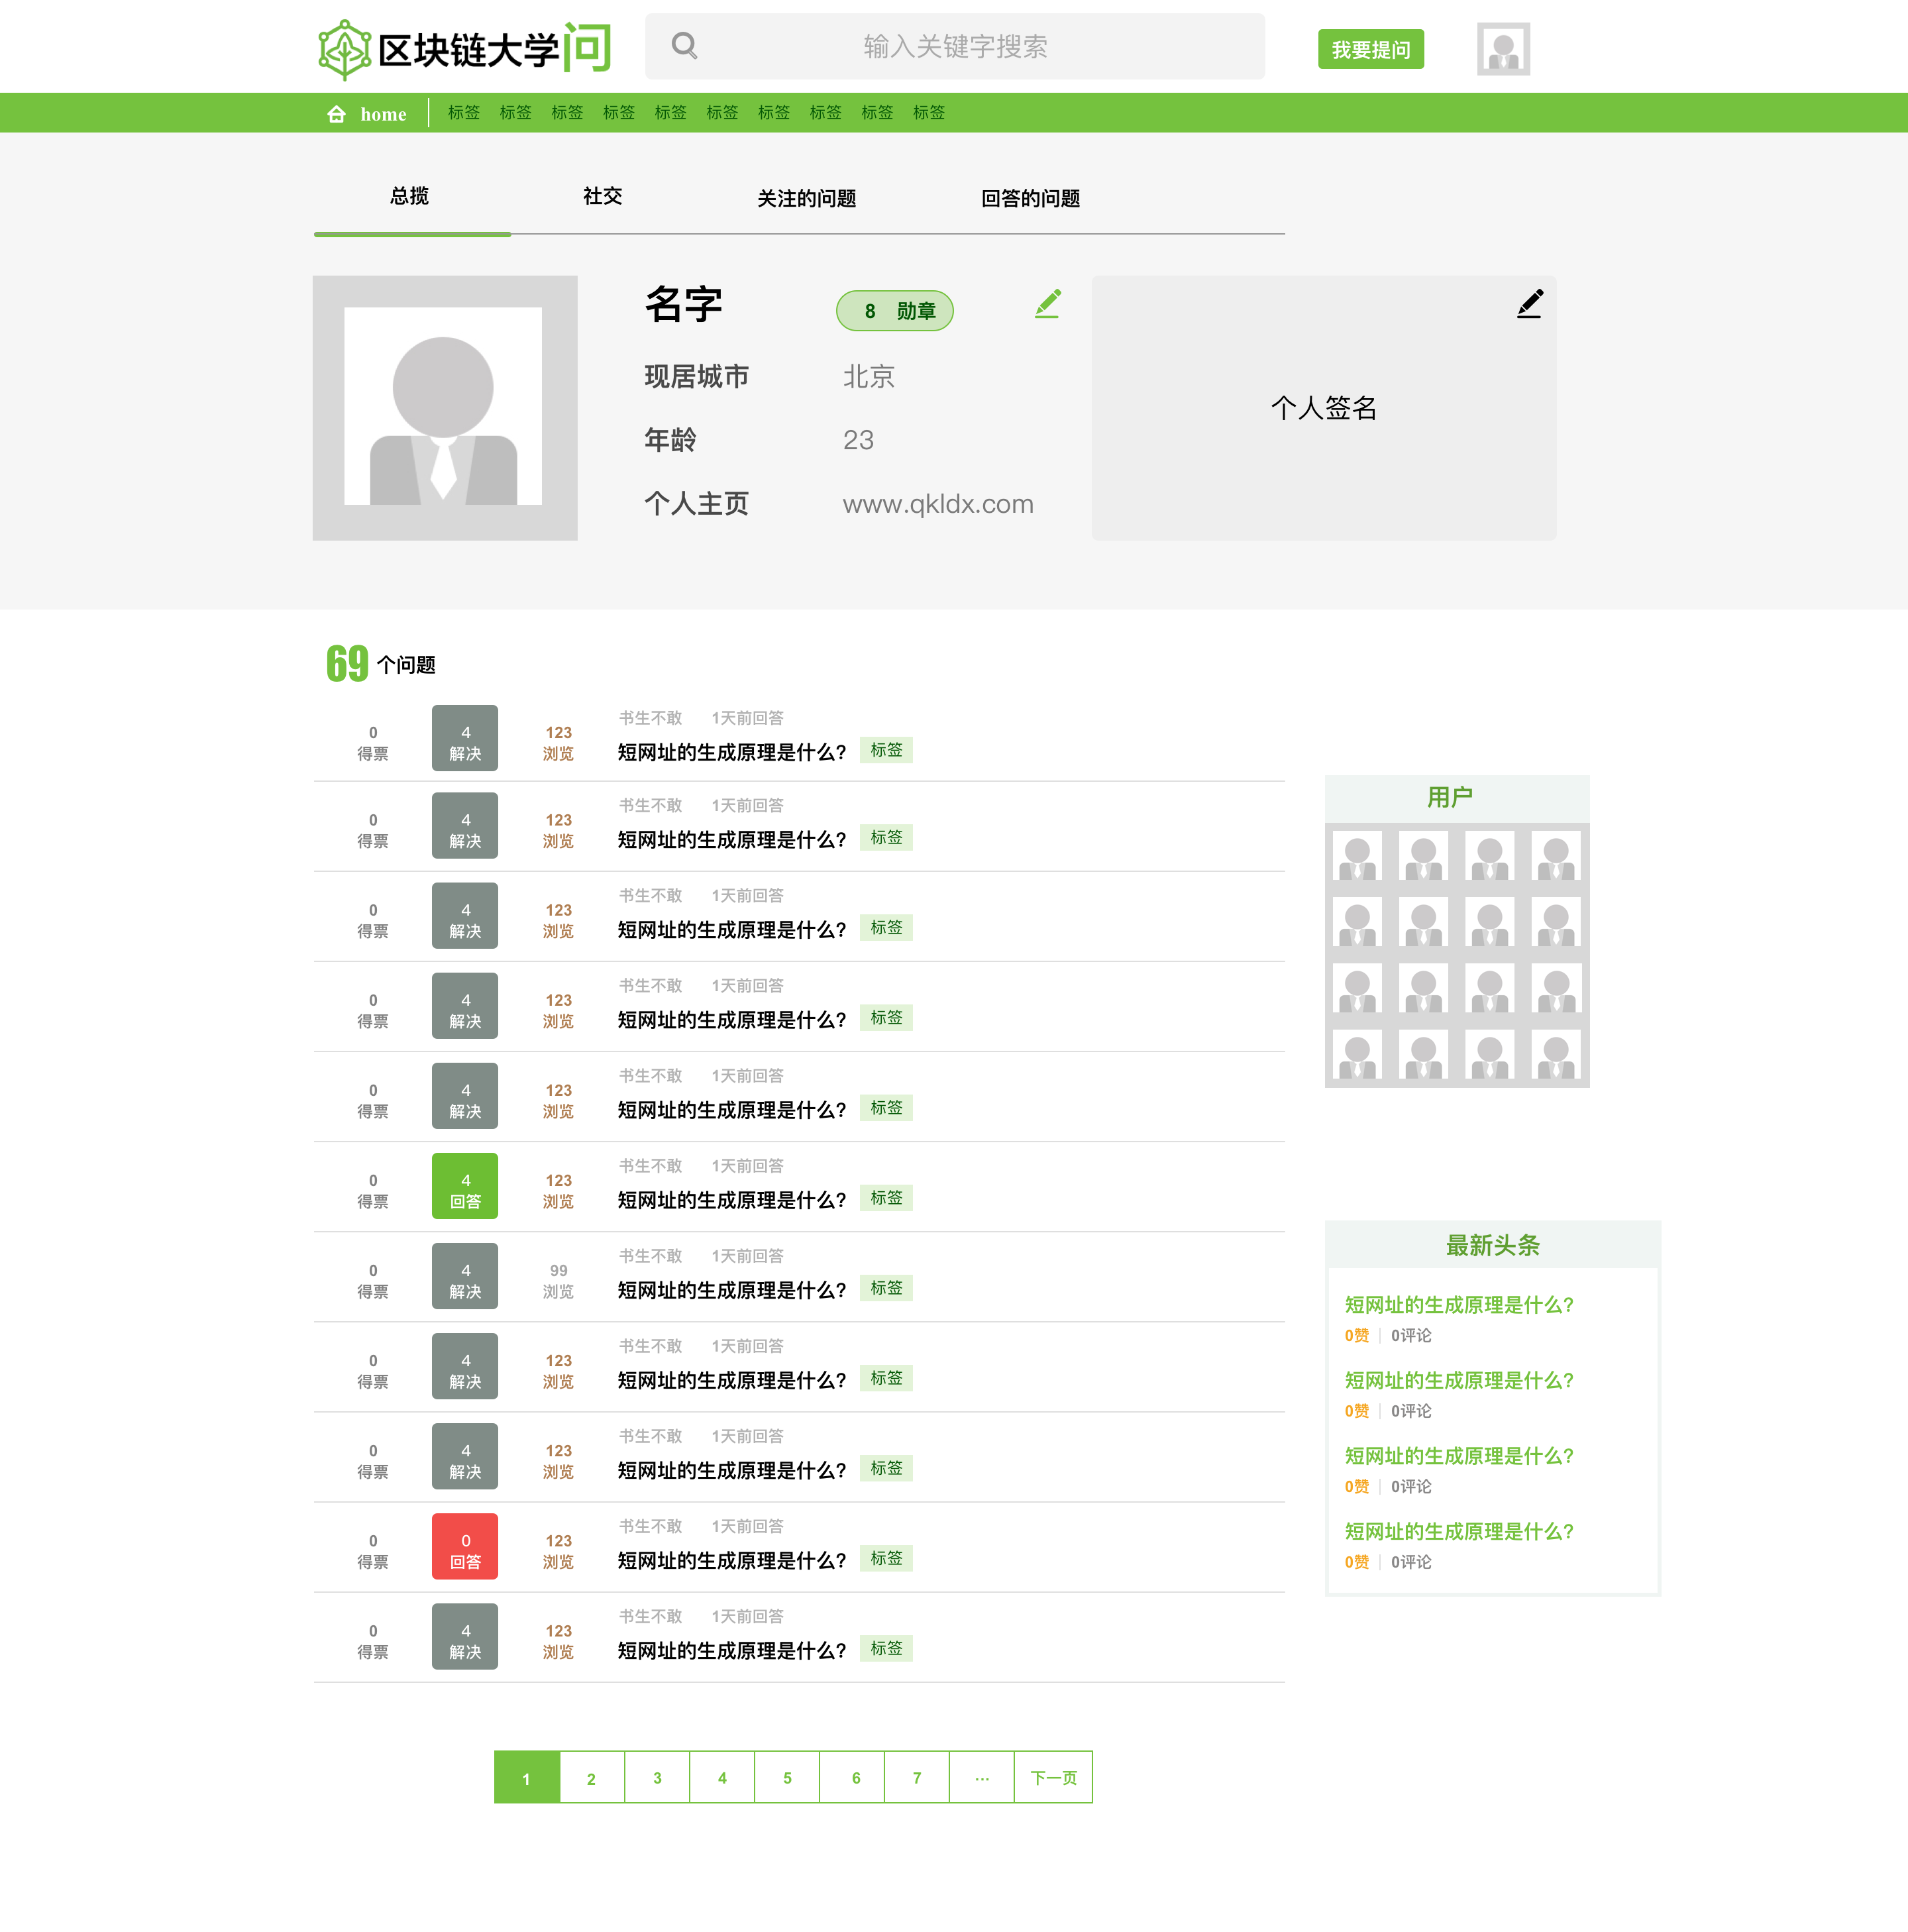 区块链大学问
输入关键字搜索
我要提问
home 标签 标签 标签 标签 标签 标签 标签 标签 标签 标签
总揽 社交 关注的问题 回答的问题
名字 8 勋章
现居城市 北京
年龄 23
个人主页 www.qkldx.com
个人签名
69 个问题
书生不敢 1天前回答
0 4 123
得票 解决 浏览
短网址的生成原理是什么? 标签
书生不敢 1天前回答
0 4 123
得票 解决 浏览
短网址的生成原理是什么? 标签
书生不敢 1天前回答
0 4 123
得票 解决 浏览
短网址的生成原理是什么? 标签
书生不敢 1天前回答
0 4 123
得票 解决 浏览
短网址的生成原理是什么? 标签
书生不敢 1天前回答
0 4 123
得票 解决 浏览
短网址的生成原理是什么? 标签
书生不敢 1天前回答
0 4 123
得票 回答 浏览
短网址的生成原理是什么? 标签
书生不敢 1天前回答
0 4 99
得票 解决 浏览
短网址的生成原理是什么? 标签
书生不敢 1天前回答
0 4 123
得票 解决 浏览
短网址的生成原理是什么? 标签
书生不敢 1天前回答
0 4 123
得票 解决 浏览
短网址的生成原理是什么? 标签
书生不敢 1天前回答
0 0 123
得票 回答 浏览
短网址的生成原理是什么? 标签
书生不敢 1天前回答
0 4 123
得票 解决 浏览
短网址的生成原理是什么? 标签
1 2 3 4 5 6 7 ... 下一页
用户
最新头条
短网址的生成原理是什么?
0赞 | 0评论
短网址的生成原理是什么?
0赞 | 0评论
短网址的生成原理是什么?
0赞 | 0评论
短网址的生成原理是什么?
0赞 | 0评论